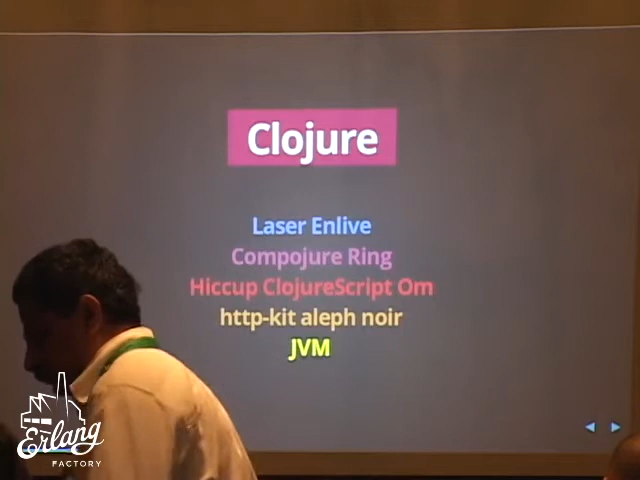 Clojure
Laser Enlive
Compojure Ring
Hiccup ClojureScript Om
http-kit aleph noir
JVM
Erlang
FACTORY